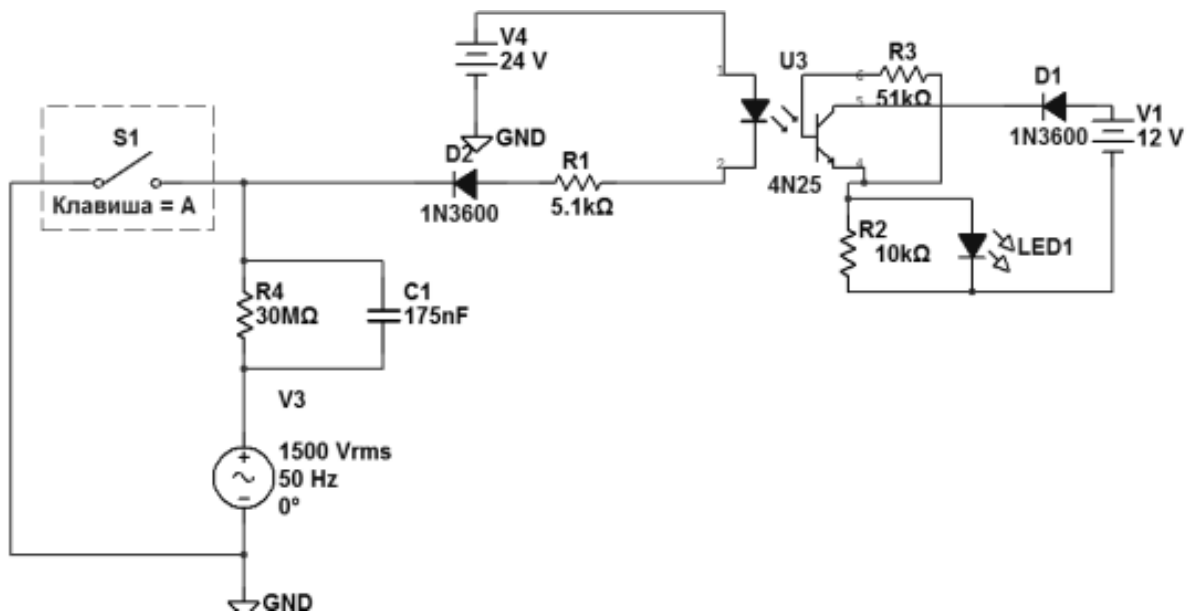 V4
24 V
GND
S1
Клавиша = A
D2
1N3600
R1
5.1kΩ
1
2
U3
4N25
6
5
4
R3
51kΩ
D1
1N3600
V1
12 V
R2
10kΩ
LED1
R4
30MΩ
C1
175nF
V3
1500 Vrms
50 Hz
0°
GND